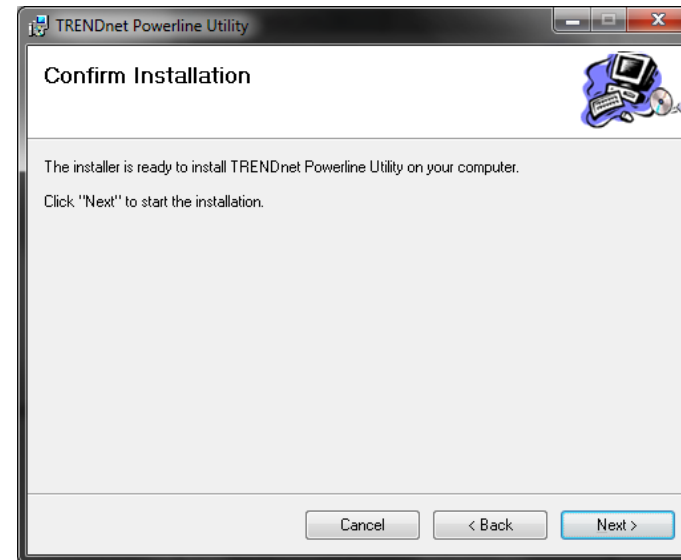 TRENDnet Powerline Utility
Confirm Installation
The installer is ready to install TRENDnet Powerline Utility on your computer.
Click "Next" to start the installation.
Cancel
< Back
Next >